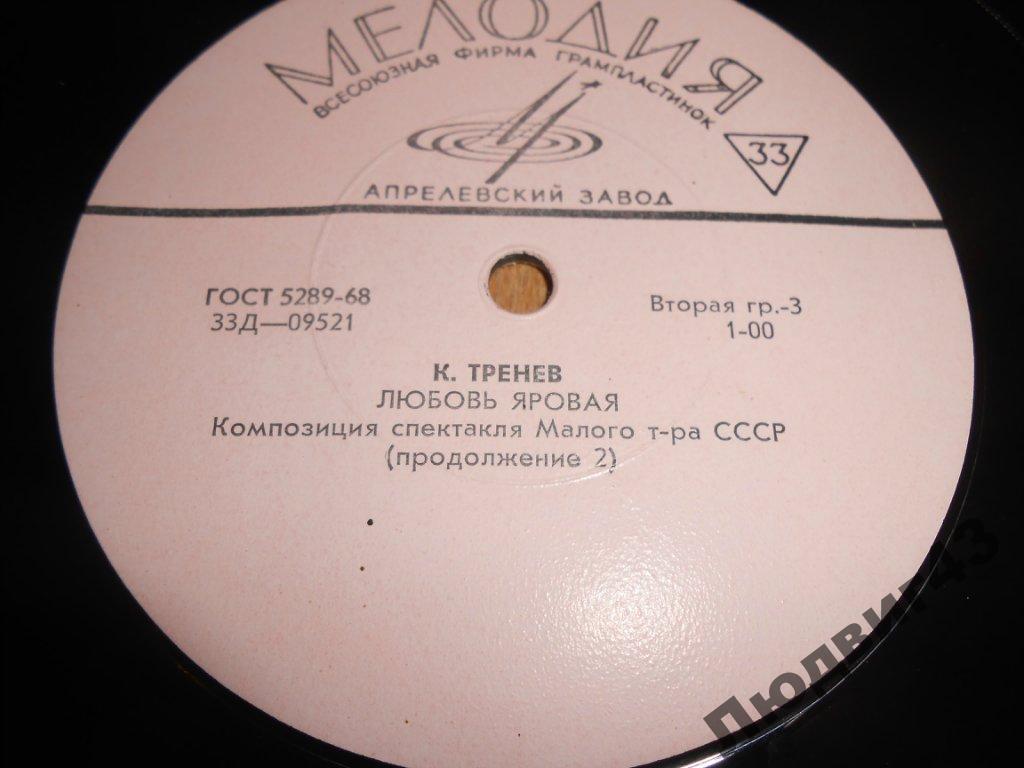 МЕЛОДИЯ
ВСЕСОЮЗНАЯ ФИРМА ГРАМПЛАСТИНОК
33
АПРЕЛЕВСКИЙ ЗАВОД
ГОСТ 5289-68
33Д—09521
Вторая гр.-3
1-00
К. ТРЕНЕВ
ЛЮБОВЬ ЯРОВАЯ
Композиция спектакля Малого т-ра СССР
(продолжение 2)
Людвиг43